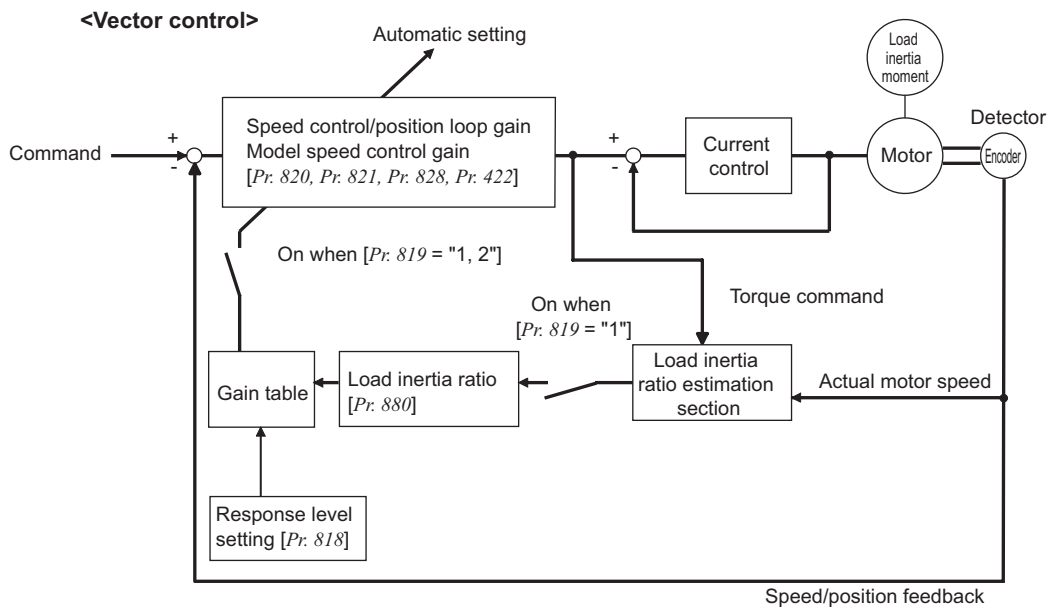 <Vector control>
Automatic setting
Load
inertia
moment
Detector
Command
+
-
Speed control/position loop gain
Model speed control gain
[Pr. 820, Pr. 821, Pr. 828, Pr. 422]
+
-
Current
control
Motor
Encoder
On when [Pr. 819 = "1, 2"]
Torque command
On when
[Pr. 819 = "1"]
Gain table
Load inertia ratio
[Pr. 880]
Load inertia
ratio estimation
section
Actual motor speed
Response level
setting [Pr. 818]
Speed/position feedback